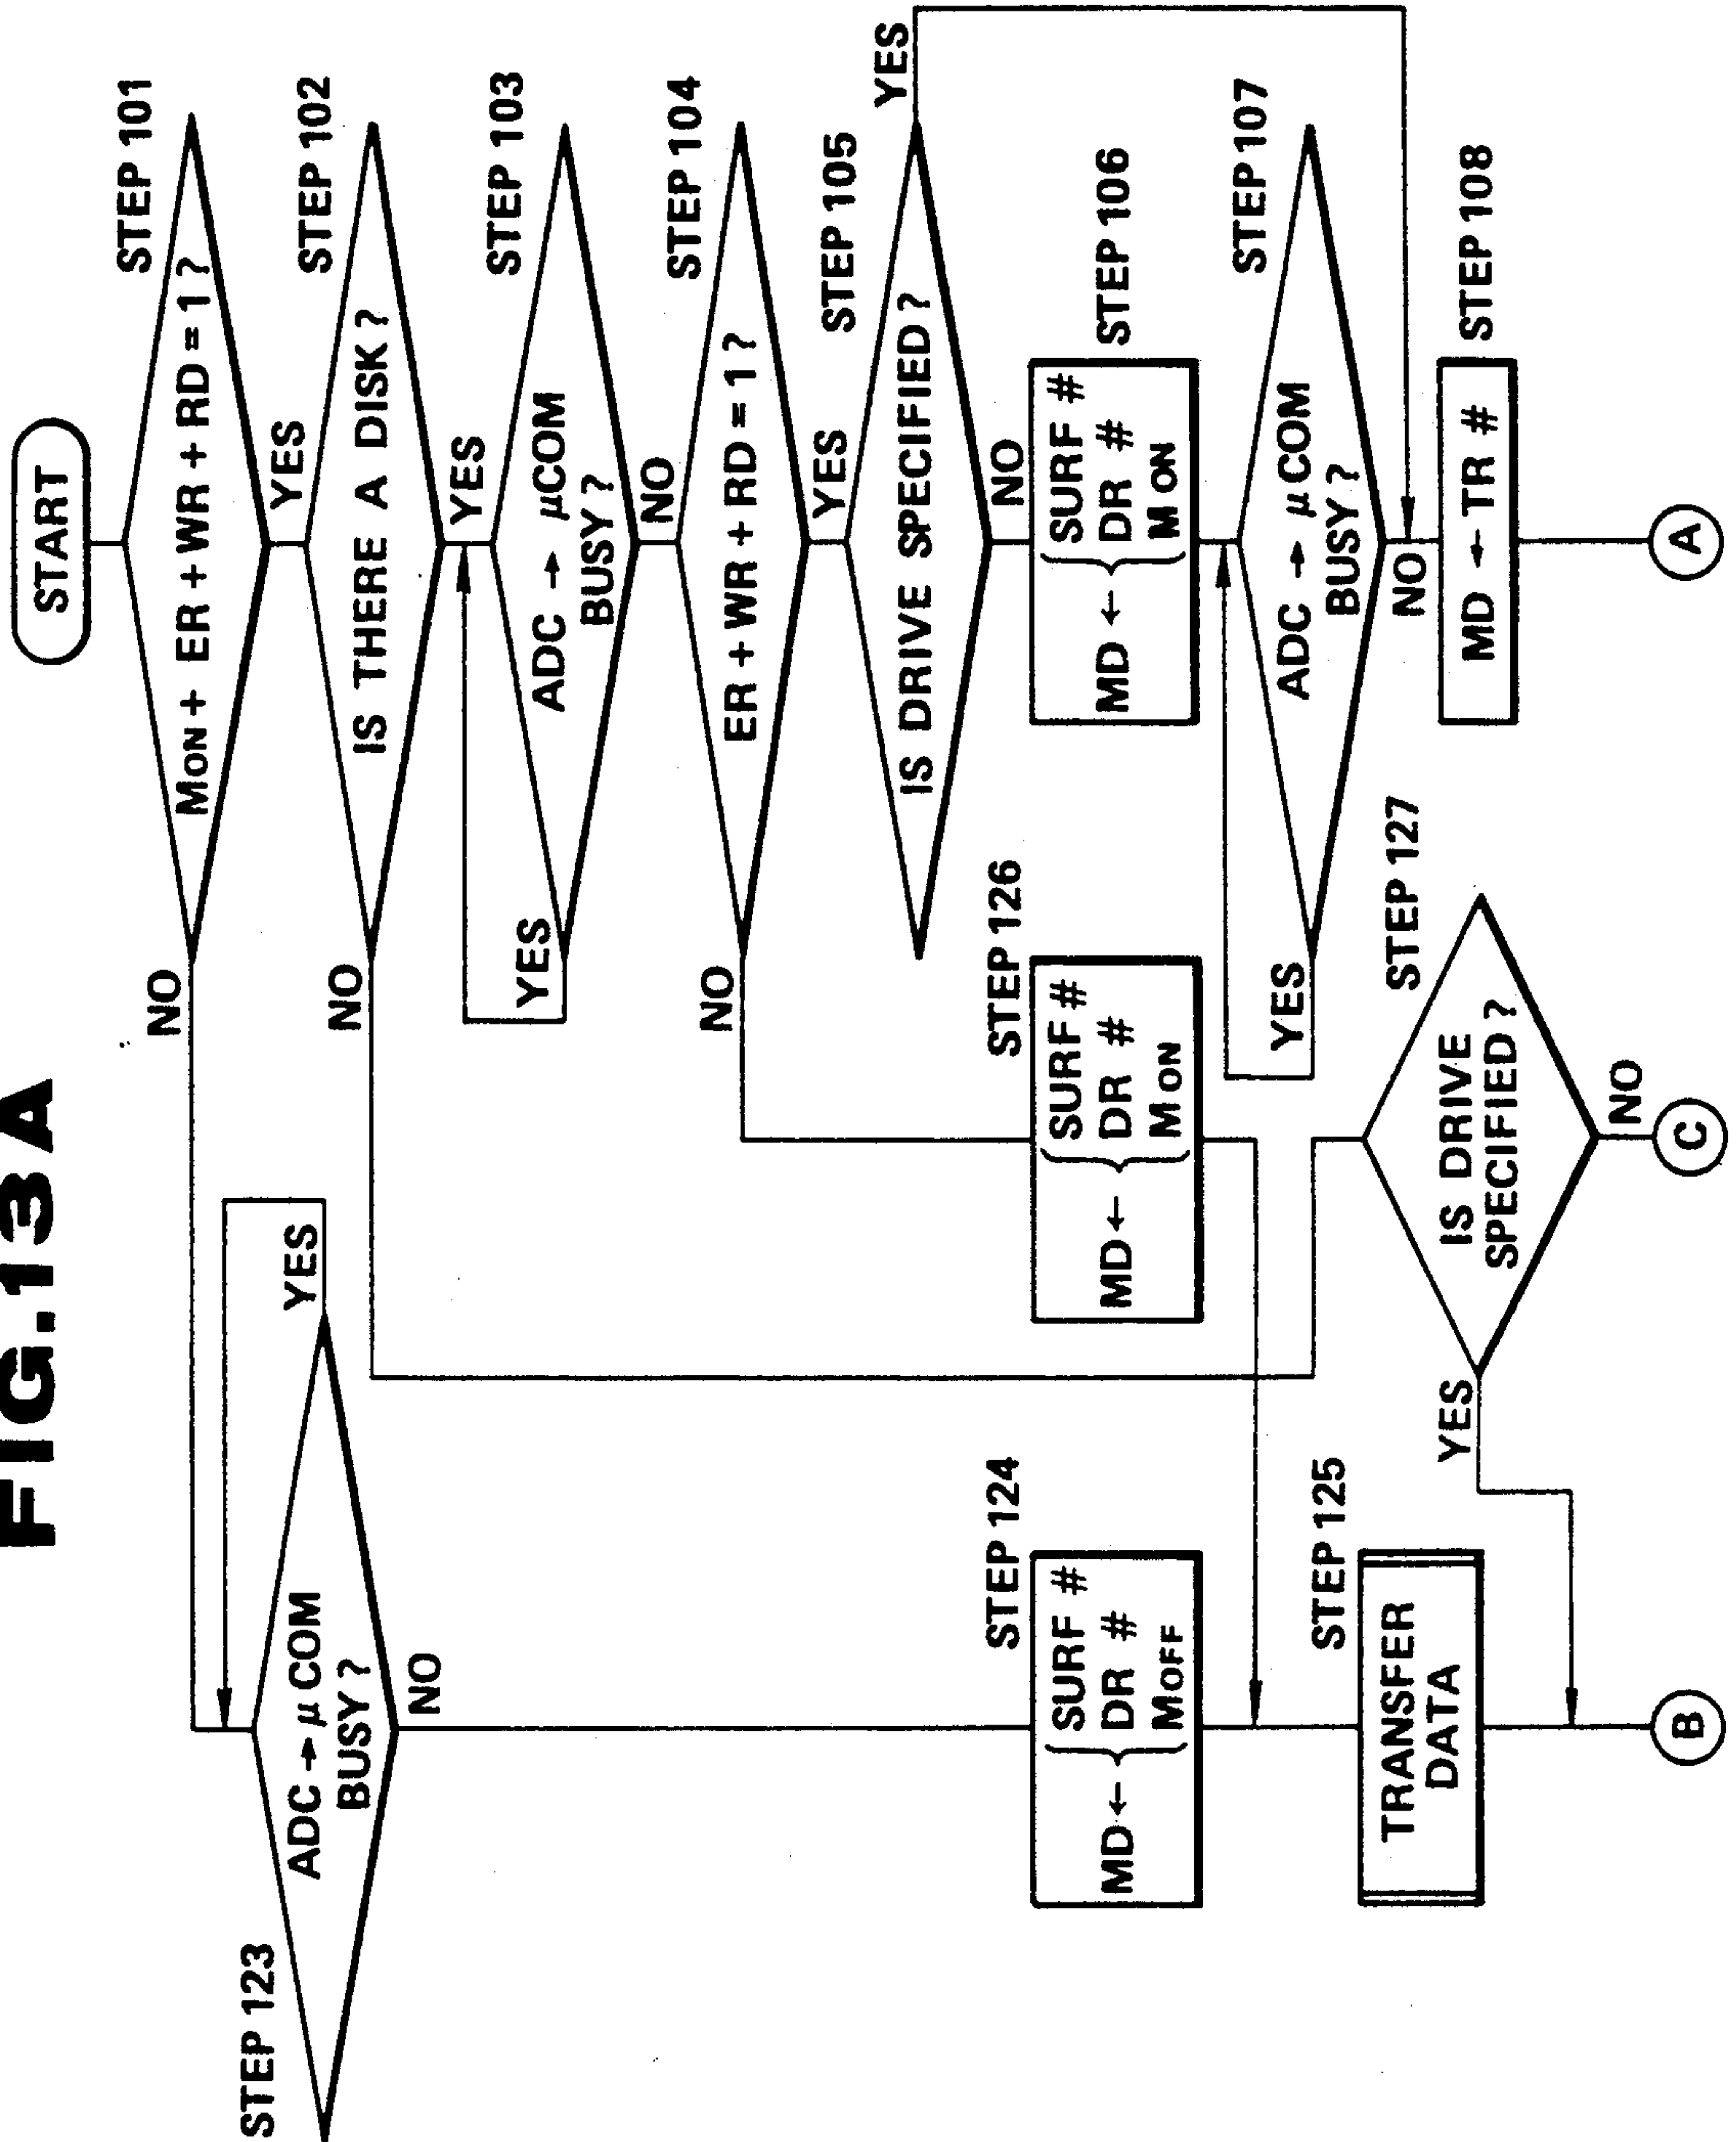 FIG.13A
START
STEP 101
MON + ER + WR + RD = 1 ?
NO
YES
STEP 102
IS THERE A DISK ?
NO
YES
STEP 103
ADC → μCOM
BUSY ?
YES
NO
STEP 104
ER + WR + RD = 1 ?
NO
YES
STEP 105
IS DRIVE SPECIFIED ?
YES
NO
STEP 106
MD ← { SURF #
DR #
MON
STEP 107
ADC → μCOM
BUSY ?
YES
NO
STEP 108
MD ← TR #
A
STEP 123
ADC → μCOM
BUSY ?
YES
NO
STEP 124
MD ← { SURF #
DR #
MOFF
STEP 125
TRANSFER
DATA
B
STEP 126
MD ← { SURF #
DR #
MON
STEP 127
IS DRIVE
SPECIFIED ?
YES
NO
C